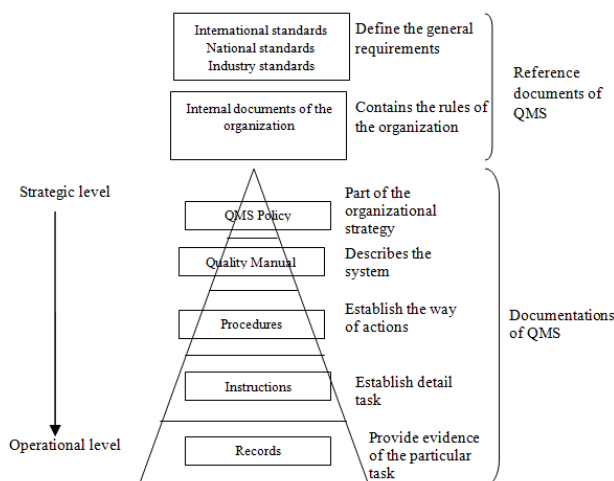 International standards
National standards
Industry standards
Define the general
requirements
Internal documents of the
organization
Contains the rules of
the organization
Reference
documents of
QMS
Strategic level
QMS Policy
Part of the
organizational
strategy
Quality Manual
Describes the
system
Procedures
Establish the way
of actions
Documentations
of QMS
Instructions
Establish detail
task
Operational level
Records
Provide evidence
of the particular
task